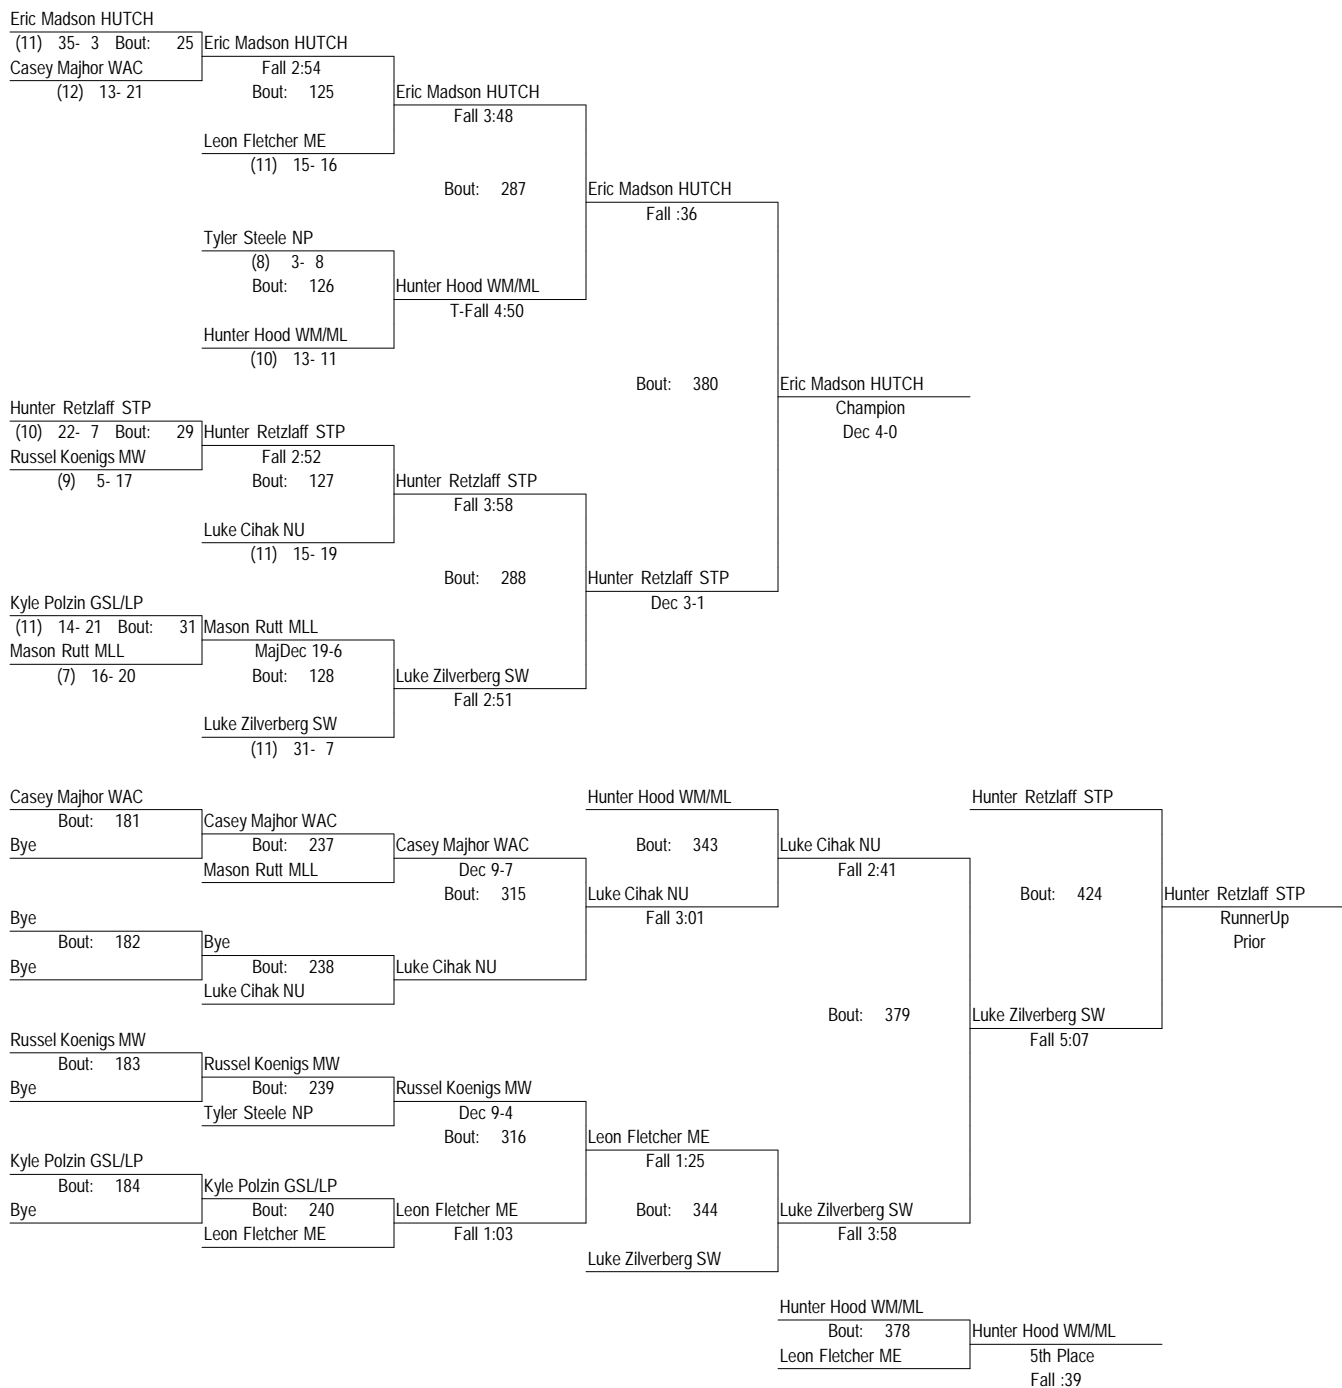 Eric Madson HUTCH
(11) 35- 3 Bout: 25 Eric Madson HUTCH
Casey Majhor WAC Fall 2:54
(12) 13- 21 Bout: 125 Eric Madson HUTCH
Fall 3:48
Leon Fletcher ME
(11) 15- 16
Bout: 287 Eric Madson HUTCH
Fall :36
Tyler Steele NP
(8) 3- 8
Bout: 126 Hunter Hood WM/ML
T-Fall 4:50
Hunter Hood WM/ML
(10) 13- 11
Bout: 380 Eric Madson HUTCH
Hunter Retzlaff STP Champion
(10) 22- 7 Bout: 29 Hunter Retzlaff STP Dec 4-0
Russel Koenigs MW Fall 2:52
(9) 5- 17 Bout: 127 Hunter Retzlaff STP
Fall 3:58
Luke Cihak NU
(11) 15- 19
Bout: 288 Hunter Retzlaff STP
Kyle Polzin GSL/LP Dec 3-1
(11) 14- 21 Bout: 31 Mason Rutt MLL
Mason Rutt MLL MajDec 19-6
(7) 16- 20 Bout: 128 Luke Zilverberg SW
Fall 2:51
Luke Zilverberg SW
(11) 31- 7
Casey Majhor WAC Hunter Hood WM/ML Hunter Retzlaff STP
Bout: 181 Casey Majhor WAC
Bye Bout: 237 Casey Majhor WAC Bout: 343 Luke Cihak NU
Mason Rutt MLL Dec 9-7 Fall 2:41
Bout: 315 Luke Cihak NU Bout: 424 Hunter Retzlaff STP
Bye Fall 3:01 RunnerUp
Bout: 182 Bye Prior
Bye Bout: 238 Luke Cihak NU
Luke Cihak NU
Bout: 379 Luke Zilverberg SW
Russel Koenigs MW Fall 5:07
Bout: 183 Russel Koenigs MW
Bye Bout: 239 Russel Koenigs MW
Tyler Steele NP Dec 9-4
Bout: 316 Leon Fletcher ME
Kyle Polzin GSL/LP Fall 1:25
Bout: 184 Kyle Polzin GSL/LP
Bye Bout: 240 Leon Fletcher ME Bout: 344 Luke Zilverberg SW
Leon Fletcher ME Fall 1:03 Fall 3:58
Luke Zilverberg SW
Hunter Hood WM/ML
Bout: 378 Hunter Hood WM/ML
Leon Fletcher ME 5th Place
Fall :39